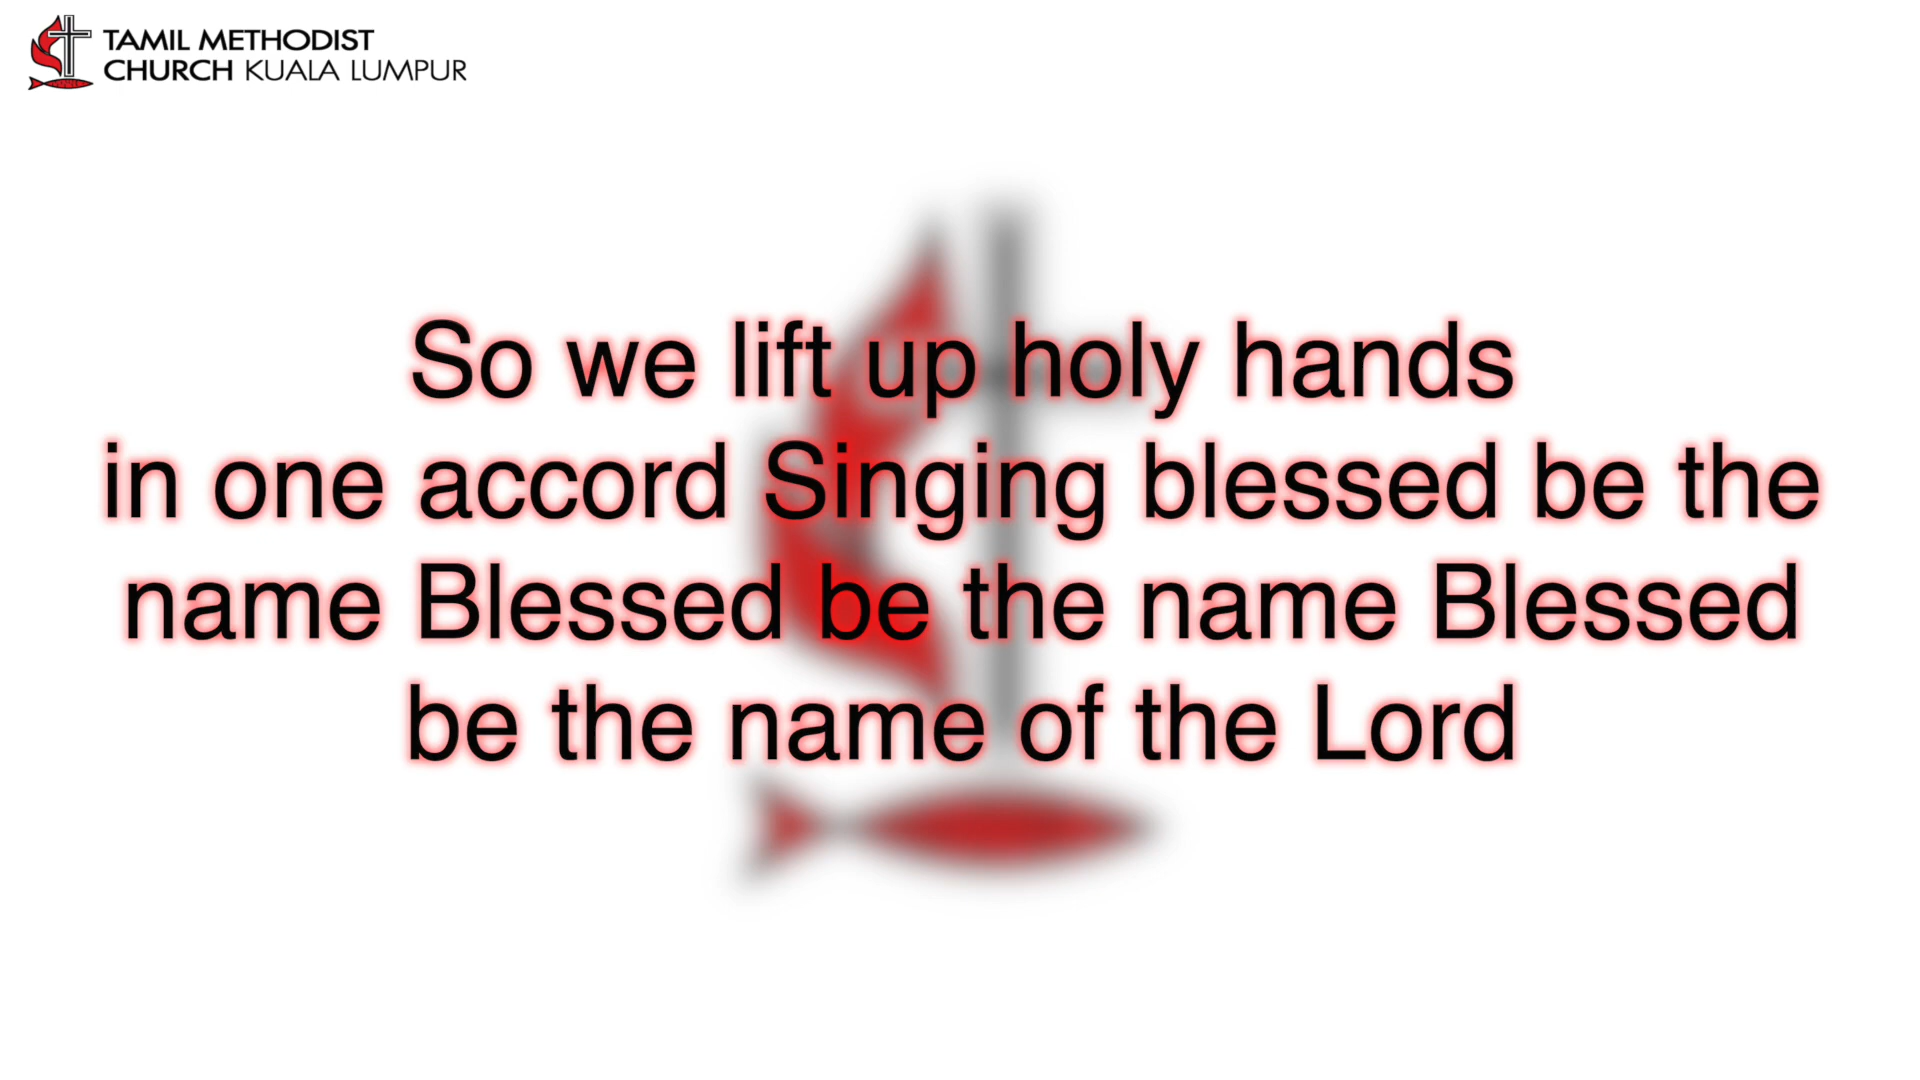 TAMIL METHODIST
CHURCH KUALA LUMPUR
So we lift up holy hands
in one accord Singing blessed be the
name Blessed be the name Blessed
be the name of the Lord